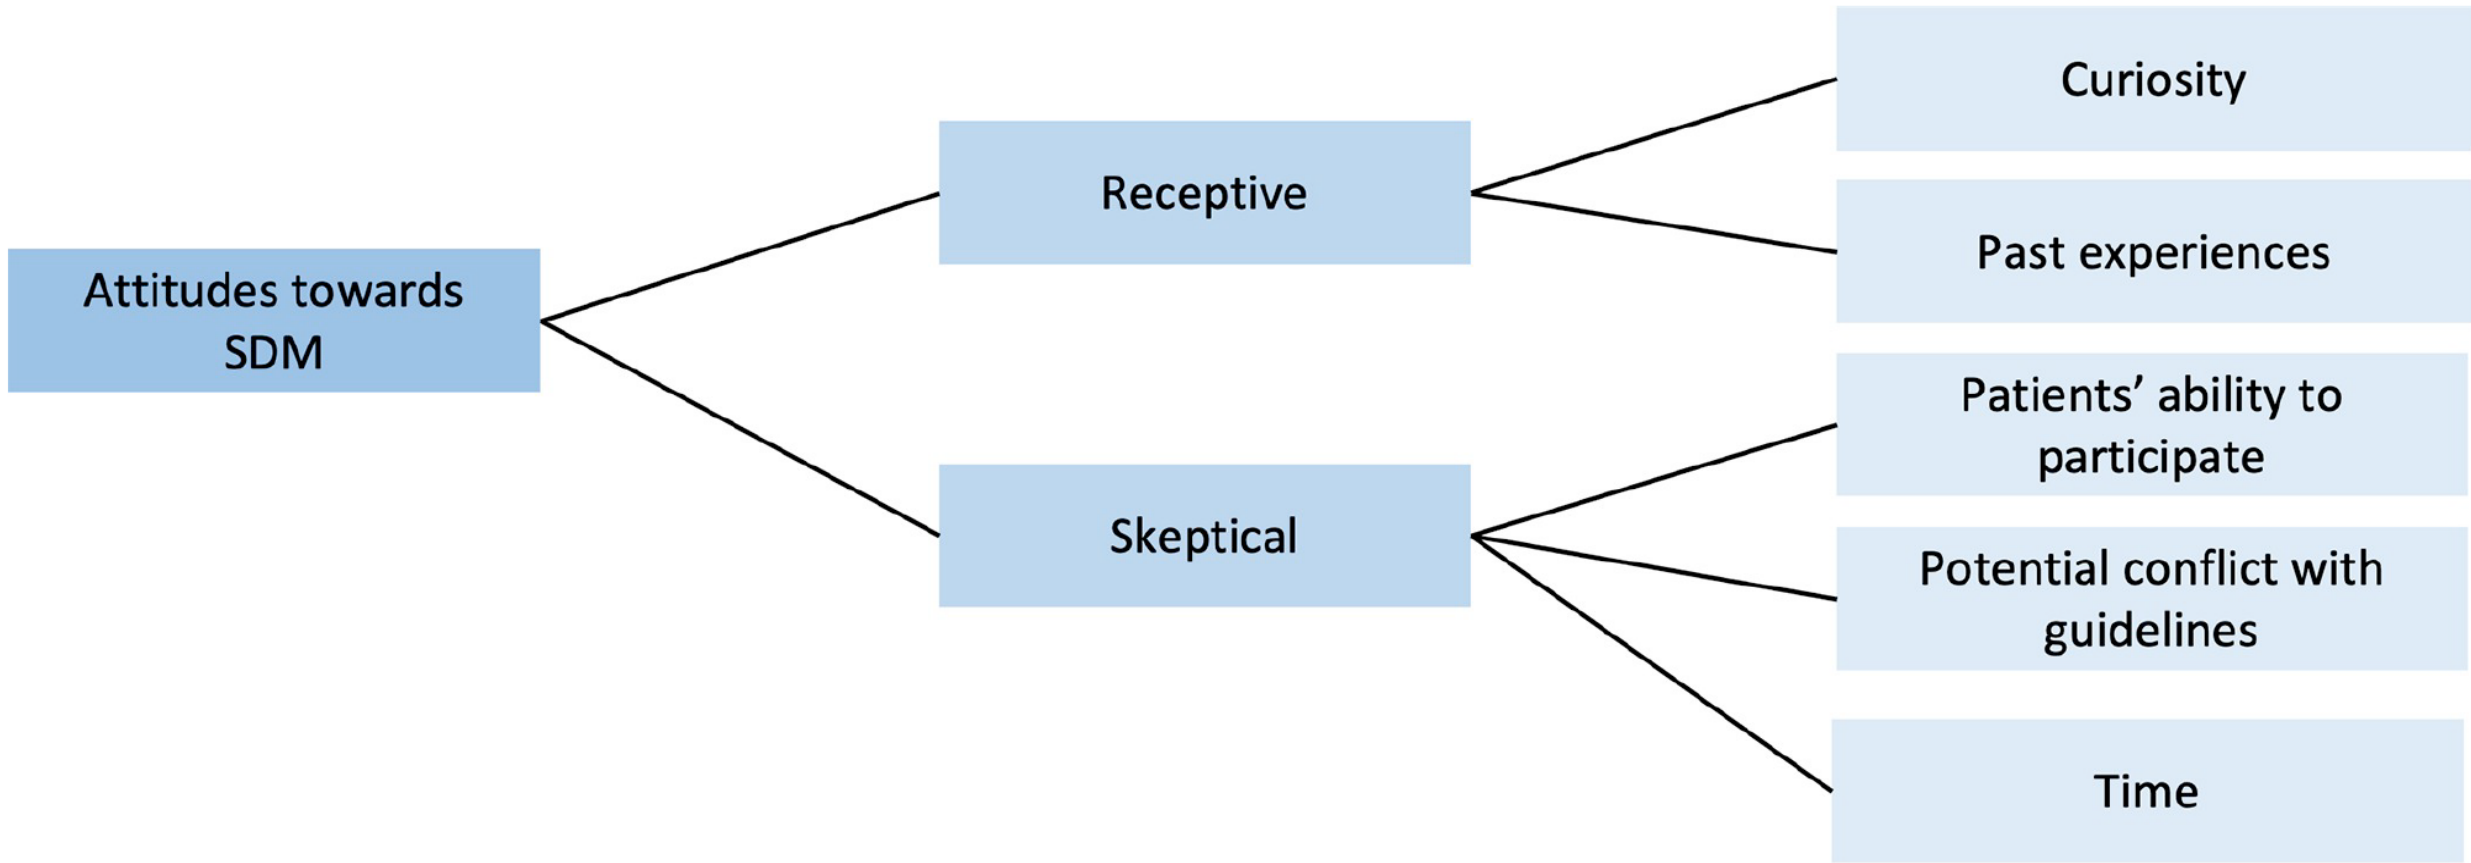 Attitudes towards
SDM
Receptive
Skeptical
Curiosity
Past experiences
Patients’ ability to
participate
Potential conflict with
guidelines
Time